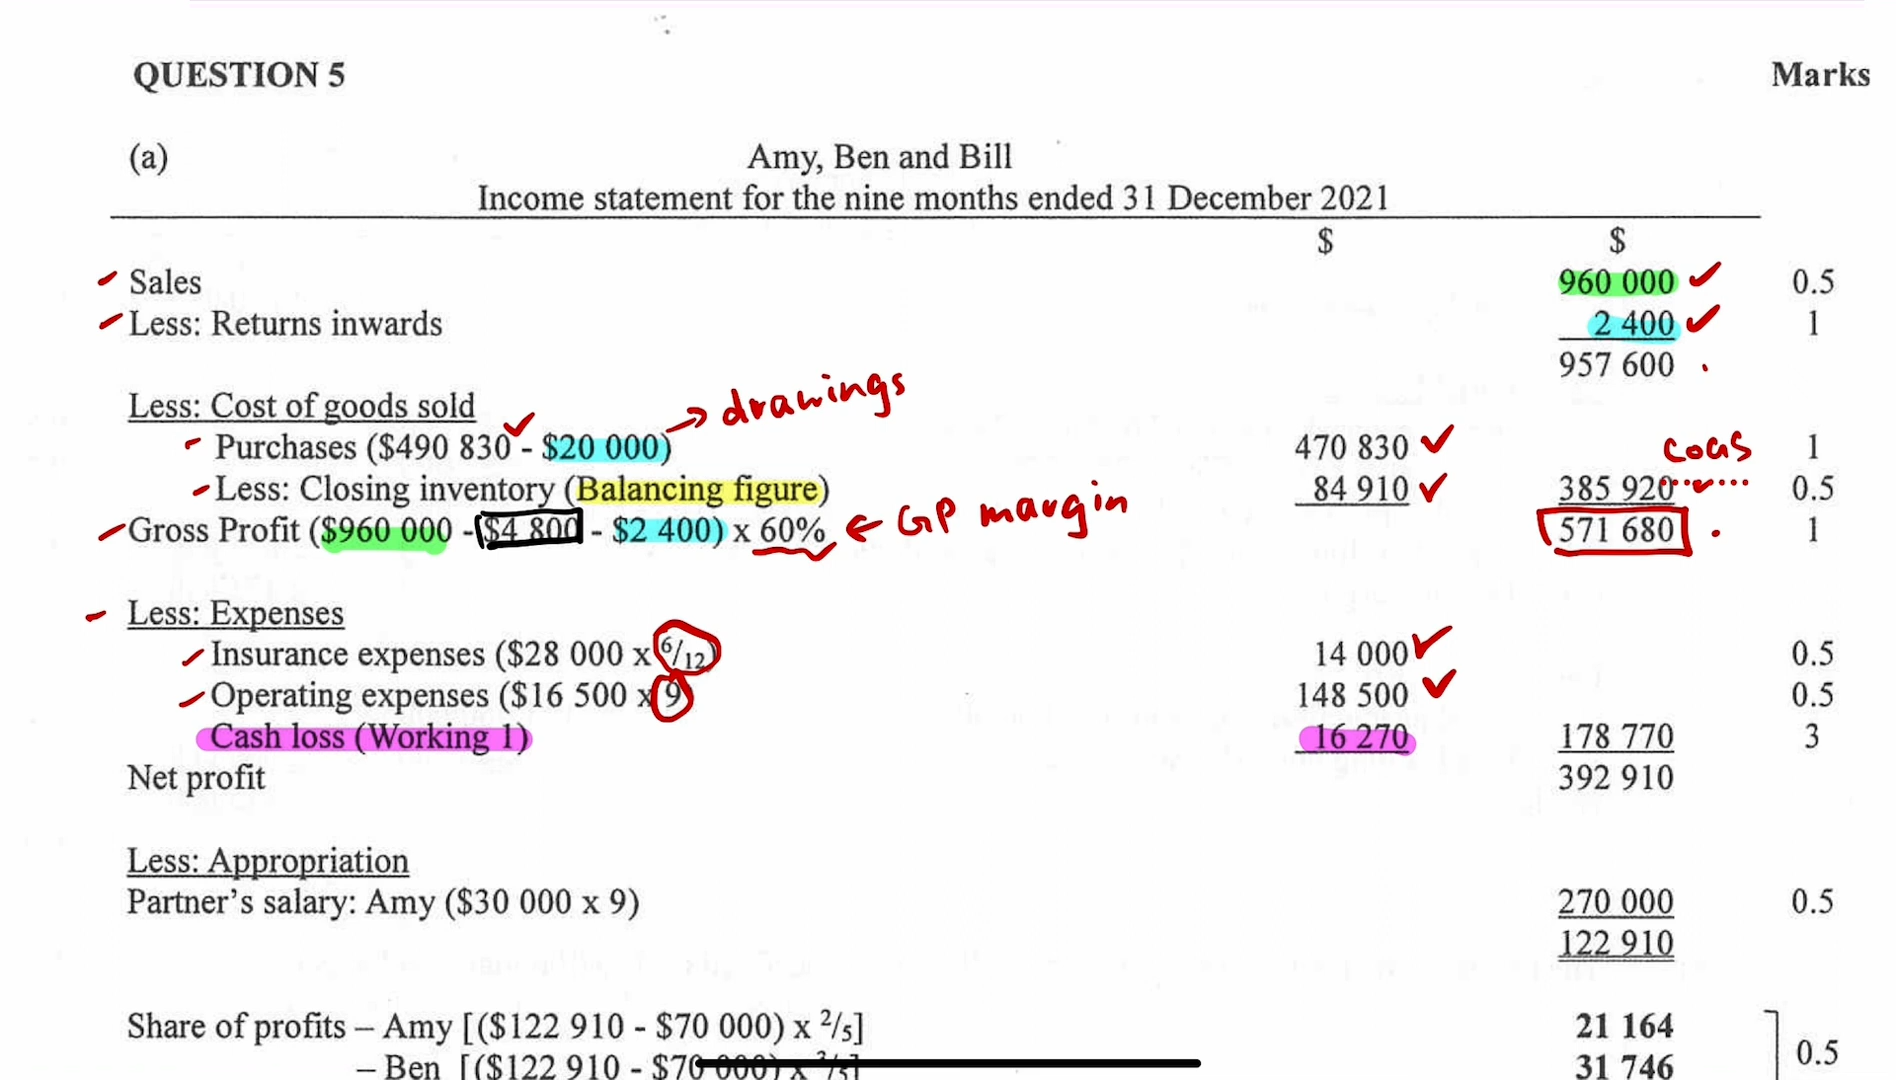 QUESTION 5 Marks
(a) Amy, Ben and Bill
Income statement for the nine months ended 31 December 2021
$ $
Sales 960 000 0.5
Less: Returns inwards 2 400 1
957 600
Less: Cost of goods sold → drawings
Purchases ($490 830 - $20 000) 470 830 COGS 1
Less: Closing inventory (Balancing figure) 84 910 385 920 0.5
Gross Profit ($960 000 - $4 800 - $2 400) x 60% ← GP margin 571 680 1
Less: Expenses
Insurance expenses ($28 000 x 6/12) 14 000 0.5
Operating expenses ($16 500 x 9) 148 500 0.5
Cash loss (Working 1) 16 270 178 770 3
Net profit 392 910
Less: Appropriation
Partner's salary: Amy ($30 000 x 9) 270 000 0.5
122 910
Share of profits – Amy [($122 910 - $70 000) x 2/5] 21 164
– Ben [($122 910 - $70 000) x 3/5] 31 746 0.5